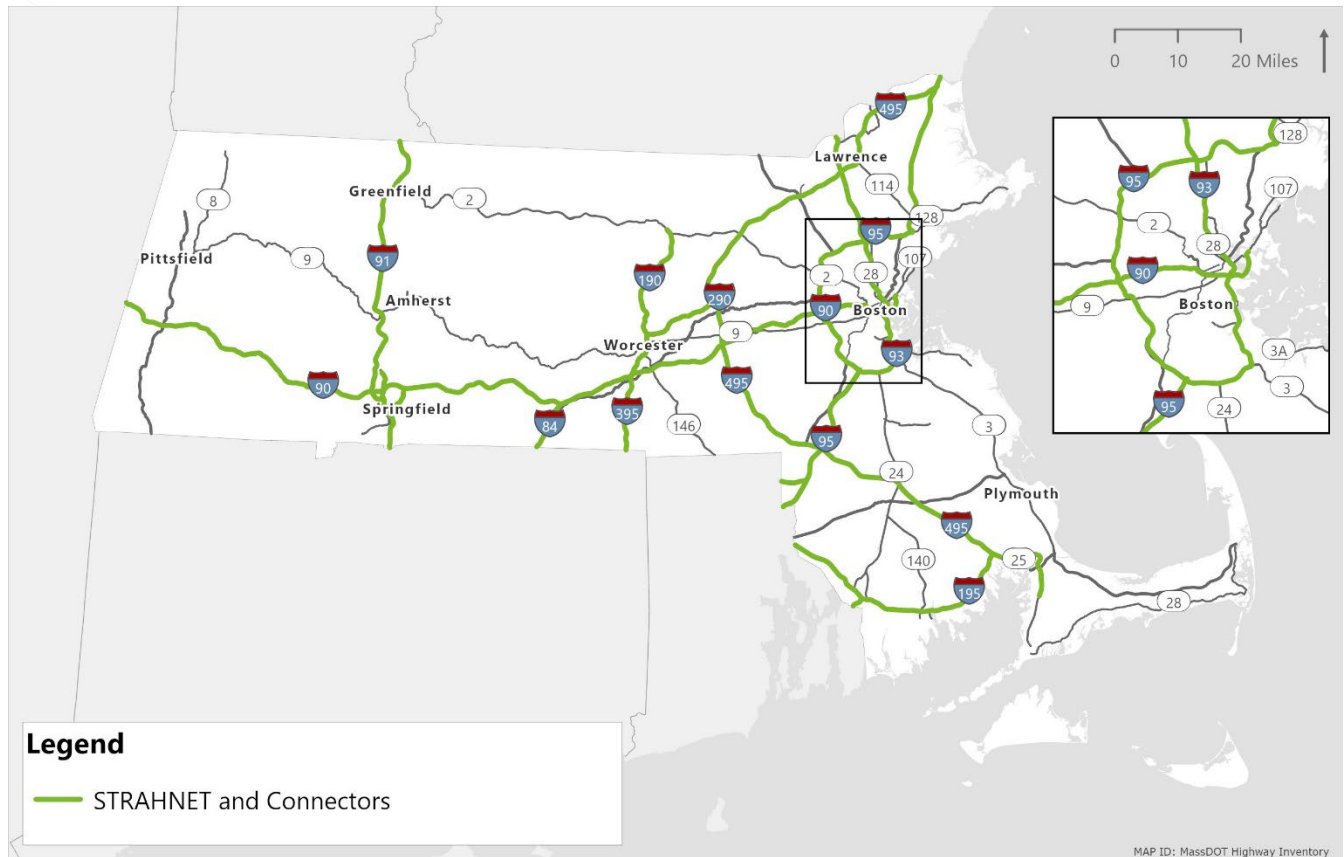 0 10 20 Miles
495
Lawrence
114
128
95
2
28
107
90
Boston
93
Greenfield
2
8
Pittsfield
9
91
Amherst
190
290
9
Worcester
495
90
Springfield
84
395
146
95
3
24
Plymouth
495
140
25
195
28
128
95
93
107
2
28
90
9
Boston
3A
3
95
24
Legend
STRAHNET and Connectors
MAP ID: MassDOT Highway Inventory